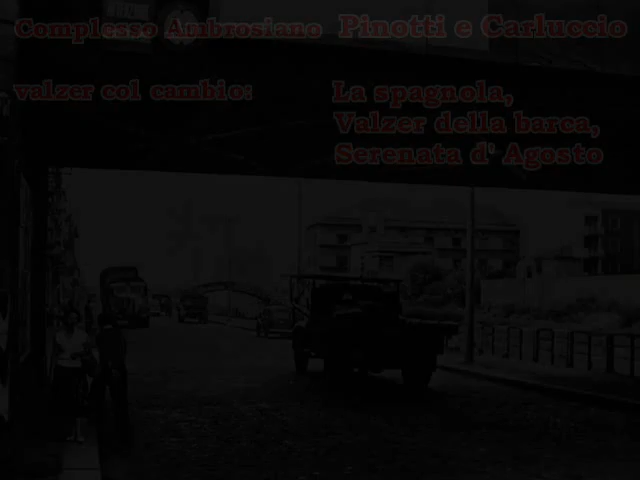 Complesso Ambrosiano Pinotti e Carluccio
valzer col cambio: La spagnola,
Valzer della barca,
Serenata d' Agosto